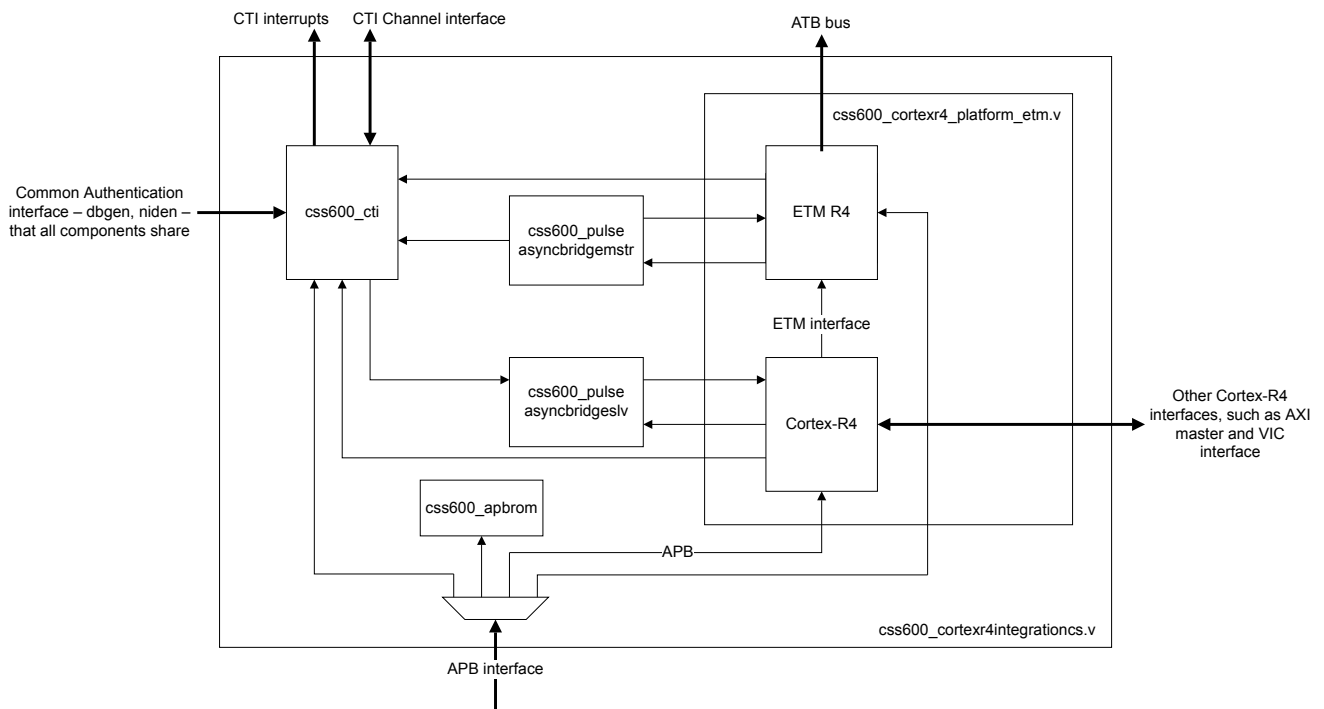 CTI interrupts
CTI Channel interface
ATB bus
css600_cortexr4_platform_etm.v
Common Authentication
interface – dbgen, niden –
that all components share
css600_cti
css600_pulse
asyncbridgemstr
ETM R4
ETM interface
css600_pulse
asyncbridgeslv
Cortex-R4
Other Cortex-R4
interfaces, such as AXI
master and VIC
interface
css600_apbrom
APB
css600_cortexr4integrationcs.v
APB interface